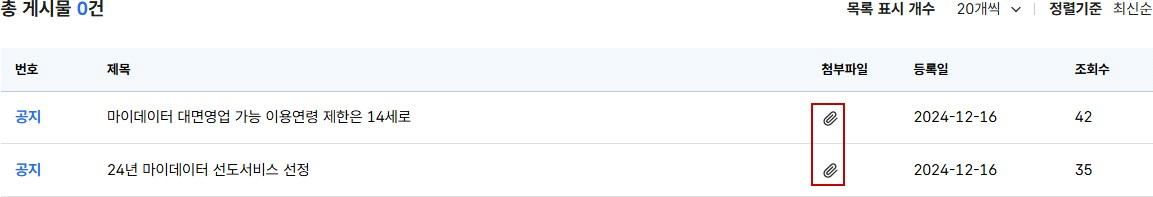 총 게시물 0건 목록 표시 개수 20개씩 정렬기준 최신순
번호 제목 첨부파일 등록일 조회수
공지 마이데이터 대면영업 가능 이용연령 제한은 14세로 2024-12-16 42
공지 24년 마이데이터 선도서비스 선정 2024-12-16 35